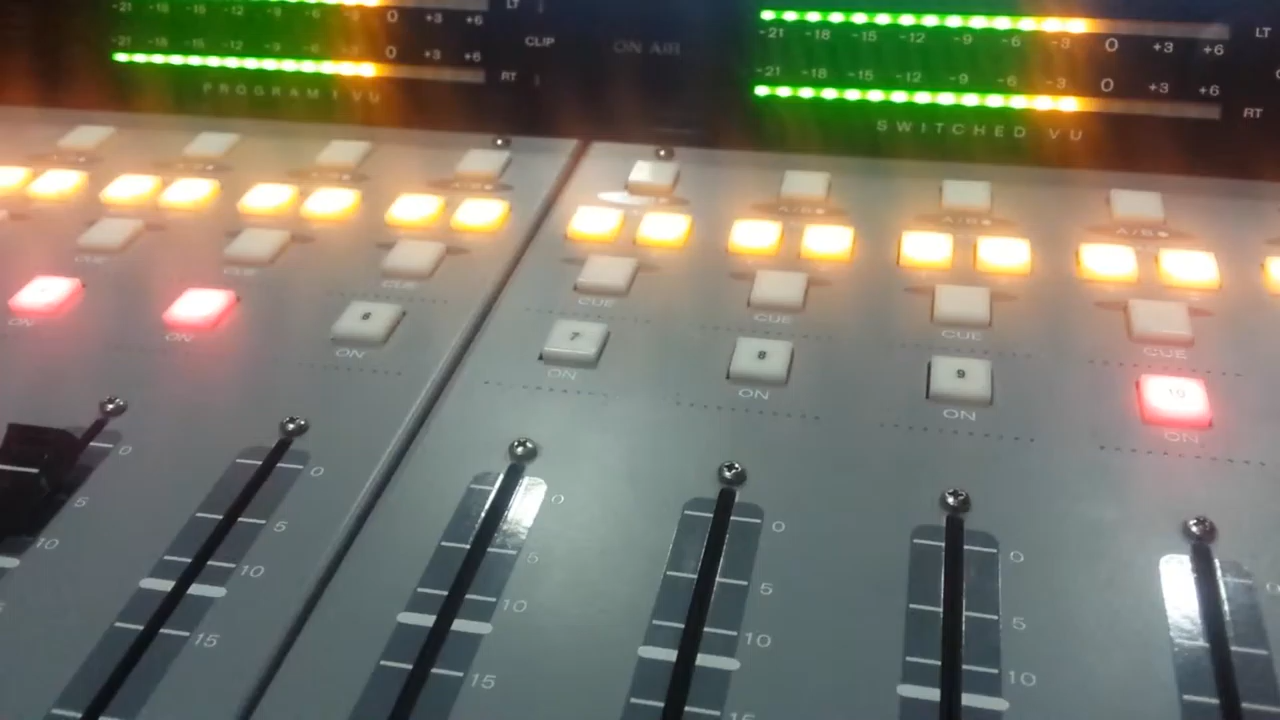 -21 -18 -15 -12 -9 -6 -3 0 +3 +6 LT
-21 -18 -15 -12 -9 -6 -3 0 +3 +6 RT
CLIP
PROGRAM 1 VU
ON AIR
-21 -18 -15 -12 -9 -6 -3 0 +3 +6 LT
-21 -18 -15 -12 -9 -6 -3 0 +3 +6 RT
SWITCHED VU
A/B A/B A/B
CUE CUE CUE CUE CUE CUE CUE
6 7 8 9 10
ON ON ON ON ON ON ON
0 0 0 0 0
5 5 5 5 5
10 10 10 10 10
15 15 15